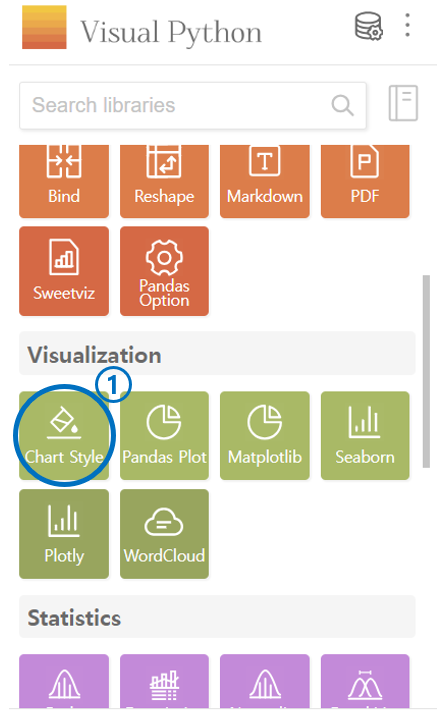 Visual Python
Search libraries
Bind
Reshape
Markdown
PDF
Sweetviz
Pandas
Option
Visualization
①
Chart Style
Pandas Plot
Matplotlib
Seaborn
Plotly
WordCloud
Statistics